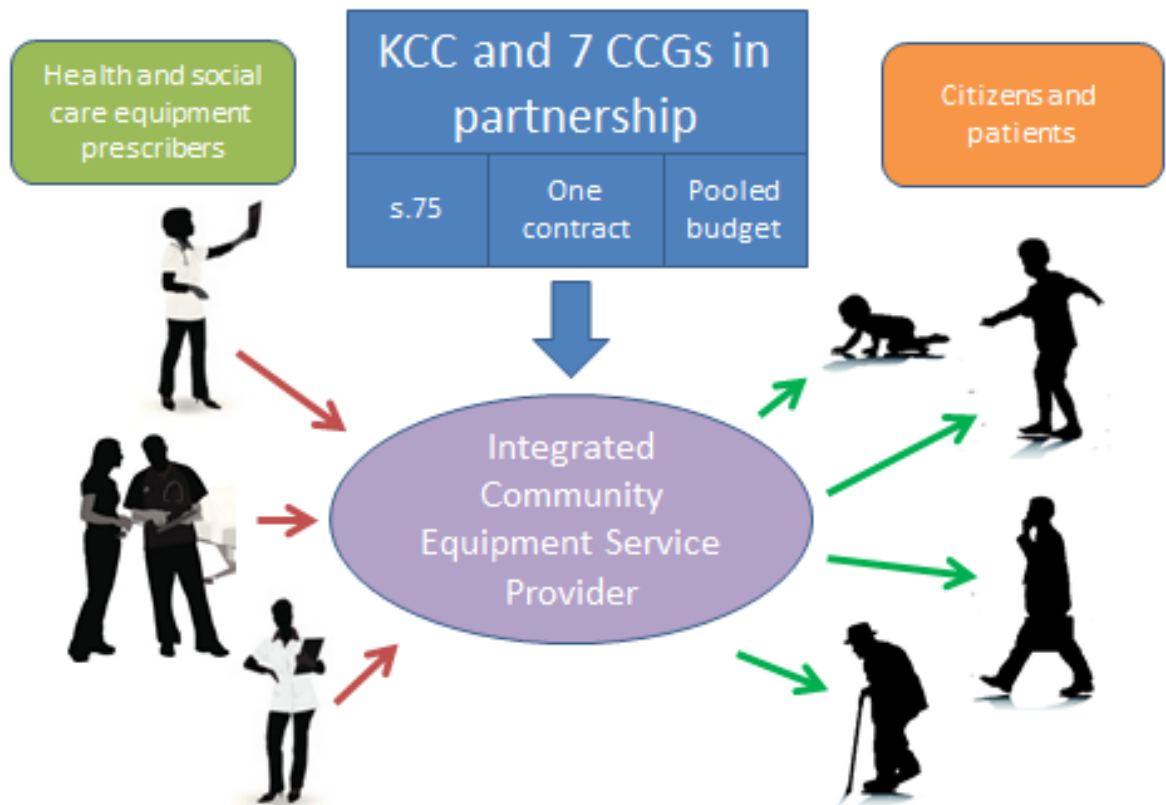 Health and social
care equipment
prescribers
KCC and 7 CCGs in
partnership
s.75
One
contract
Pooled
budget
Citizens and
patients
Integrated
Community
Equipment Service
Provider